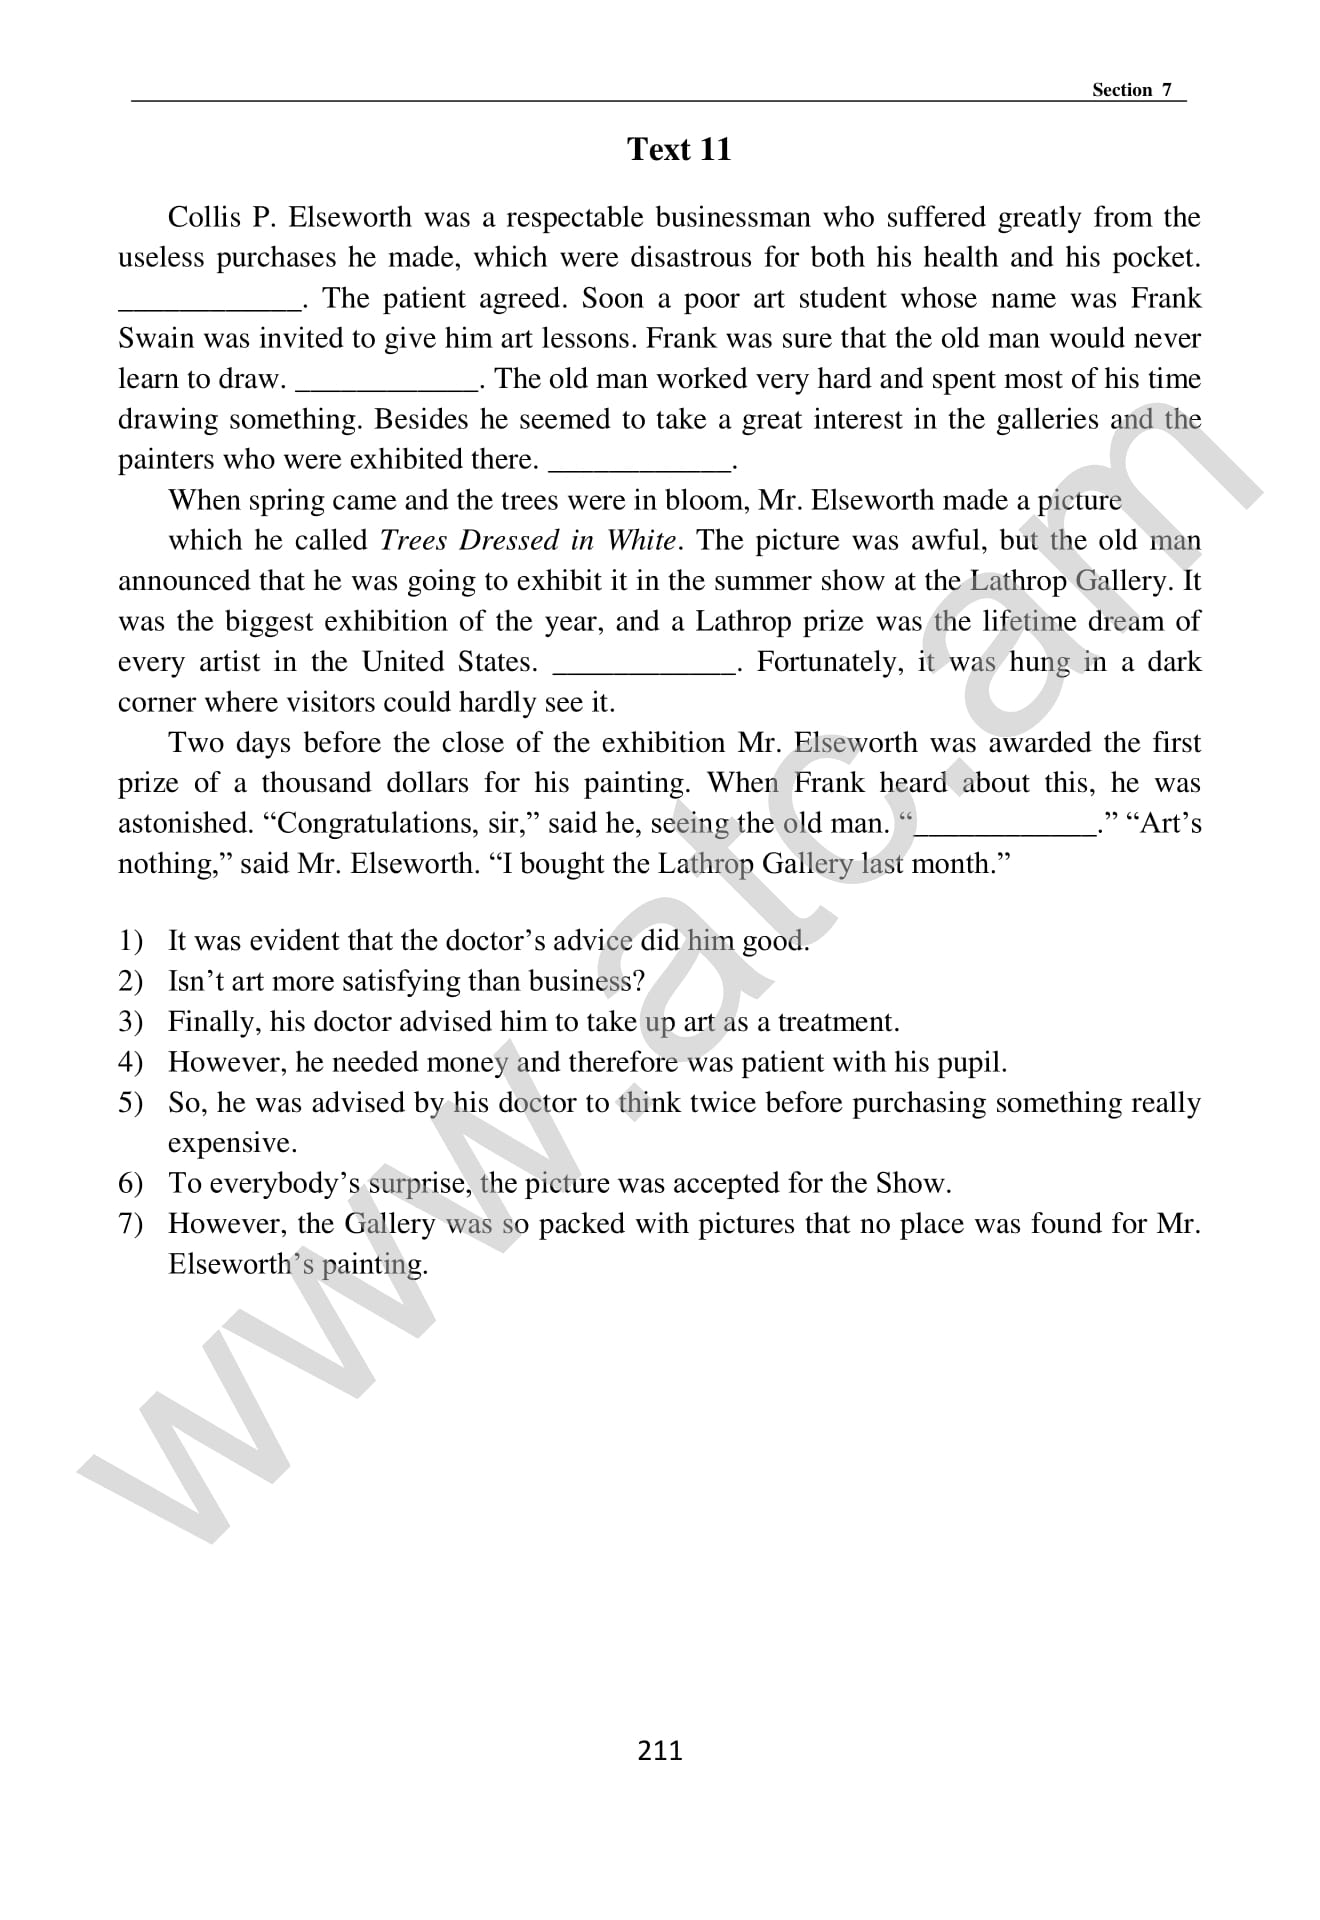 Section 7
Text 11
Collis P. Elseworth was a respectable businessman who suffered greatly from the
useless purchases he made, which were disastrous for both his health and his pocket.
____________. The patient agreed. Soon a poor art student whose name was Frank
Swain was invited to give him art lessons. Frank was sure that the old man would never
learn to draw. ____________. The old man worked very hard and spent most of his time
drawing something. Besides he seemed to take a great interest in the galleries and the
painters who were exhibited there. ____________.
When spring came and the trees were in bloom, Mr. Elseworth made a picture
which he called Trees Dressed in White. The picture was awful, but the old man
announced that he was going to exhibit it in the summer show at the Lathrop Gallery. It
was the biggest exhibition of the year, and a Lathrop prize was the lifetime dream of
every artist in the United States. ____________. Fortunately, it was hung in a dark
corner where visitors could hardly see it.
Two days before the close of the exhibition Mr. Elseworth was awarded the first
prize of a thousand dollars for his painting. When Frank heard about this, he was
astonished. “Congratulations, sir,” said he, seeing the old man. “____________.” “Art’s
nothing,” said Mr. Elseworth. “I bought the Lathrop Gallery last month.”
1) It was evident that the doctor’s advice did him good.
2) Isn’t art more satisfying than business?
3) Finally, his doctor advised him to take up art as a treatment.
4) However, he needed money and therefore was patient with his pupil.
5) So, he was advised by his doctor to think twice before purchasing something really
expensive.
6) To everybody’s surprise, the picture was accepted for the Show.
7) However, the Gallery was so packed with pictures that no place was found for Mr.
Elseworth’s painting.
www.atc.am
211